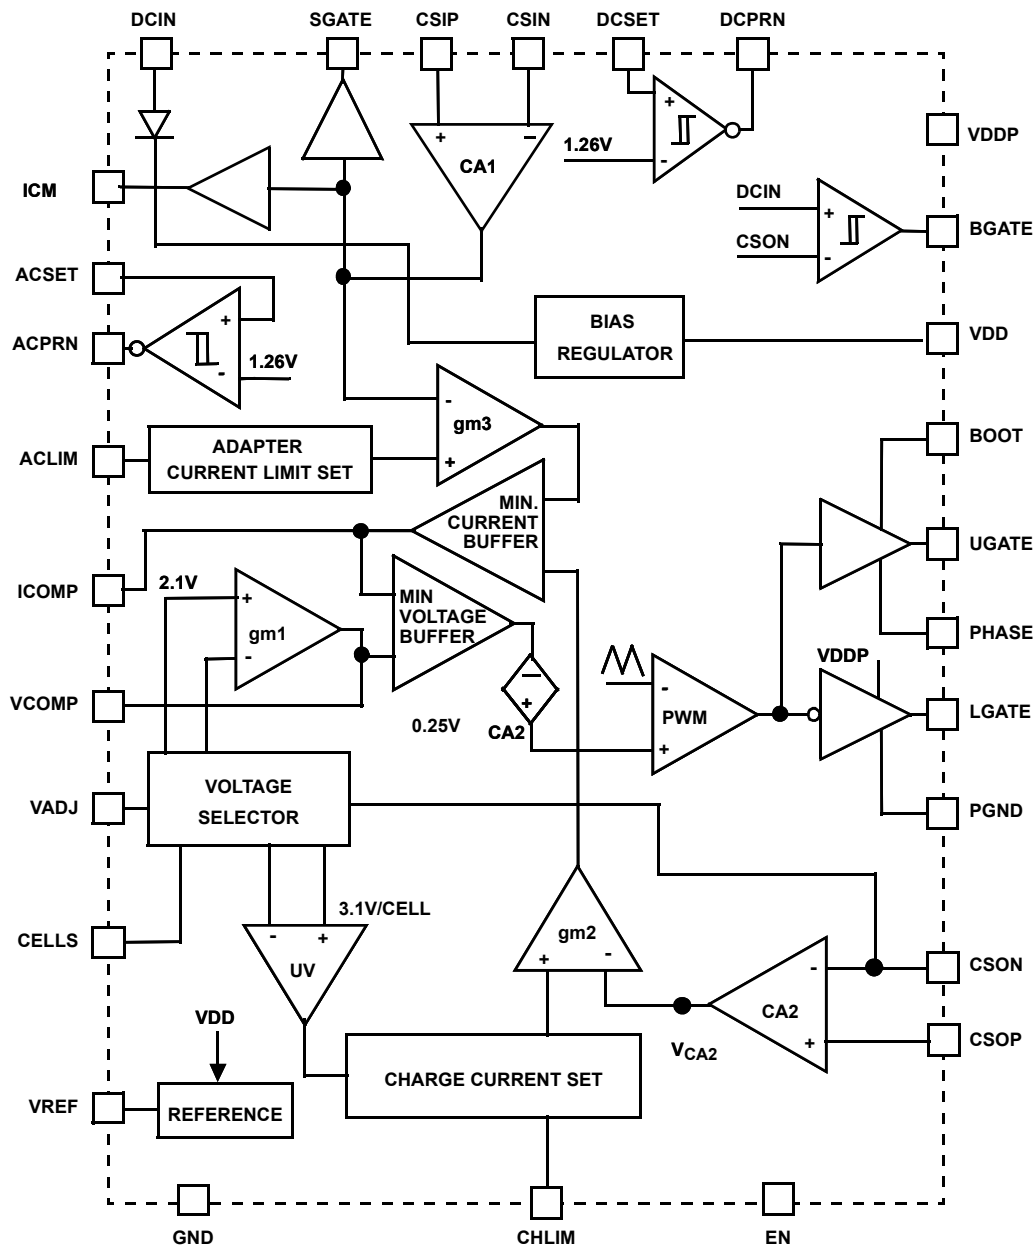 DCIN SGATE CSIP CSIN DCSET DCPRN
+
VDDP
+ −
1.26V
-
CA1
ICM
DCIN
+
BGATE
CSON
-
ACSET
+
BIAS
REGULATOR
VDD
ACPRN
1.26V
-
-
gm3
+
BOOT
ADAPTER
CURRENT LIMIT SET
ACLIM
MIN.
CURRENT
BUFFER
UGATE
ICOMP
2.1V
+
gm1
-
MIN
VOLTAGE
BUFFER
PHASE
VDDP
−
+
CA2
0.25V
-
PWM
+
LGATE
VCOMP
VOLTAGE
SELECTOR
VADJ
PGND
3.1V/CELL
- +
UV
gm2
+ -
CELLS
-
CA2
+
CSON
CSOP
VCA2
VDD
CHARGE CURRENT SET
VREF
REFERENCE
GND CHLIM EN